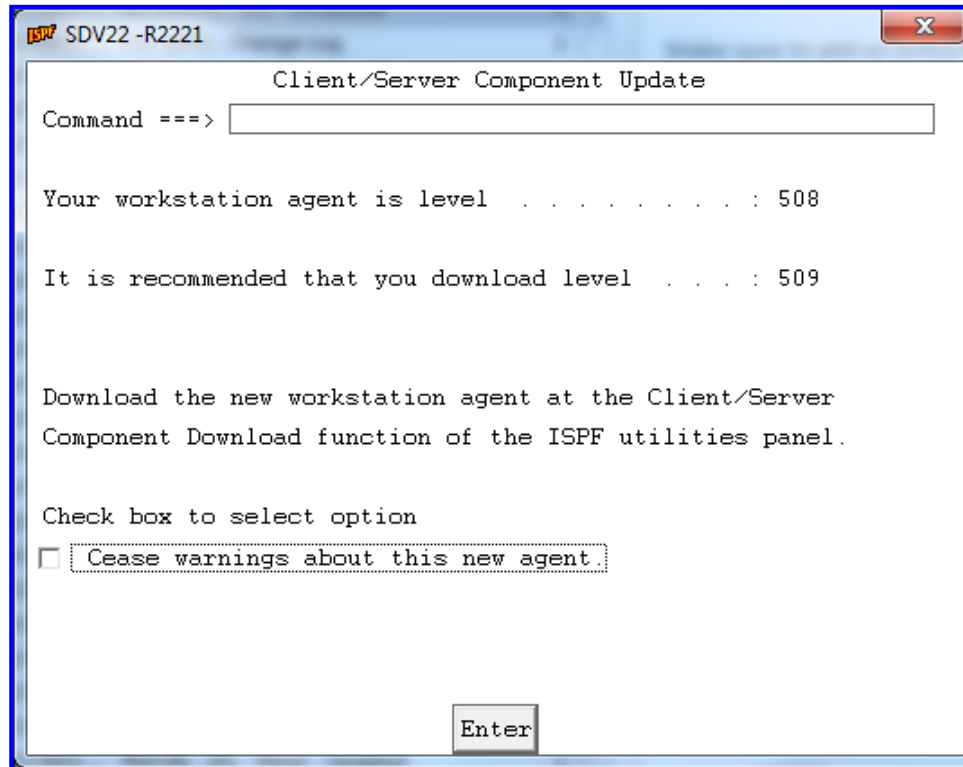 ISPF SDV22 -R2221
Client/Server Component Update
Command ===>
Your workstation agent is level . . . . . . . . : 508
It is recommended that you download level . . . : 509
Download the new workstation agent at the Client/Server
Component Download function of the ISPF utilities panel.
Check box to select option
Cease warnings about this new agent.
Enter